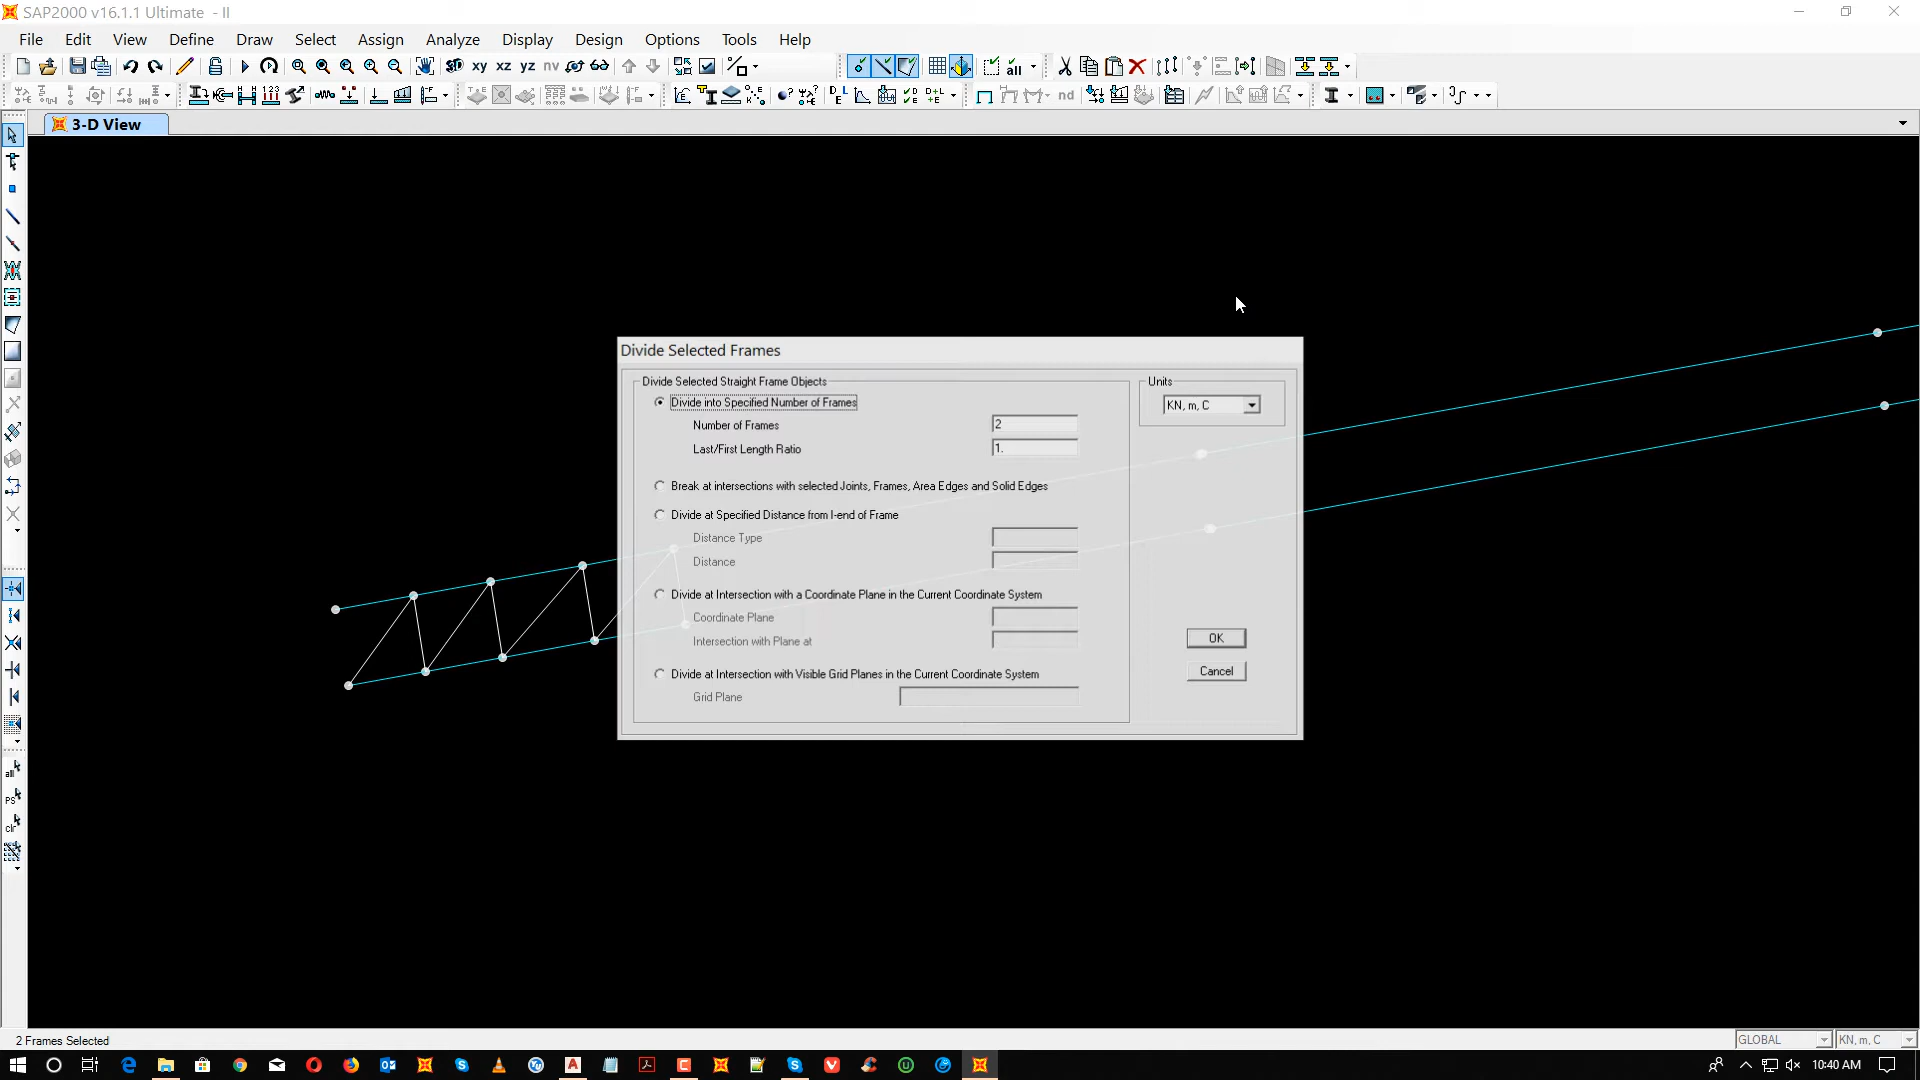 SAP2000 v16.1.1 Ultimate - II
File Edit View Define Draw Select Assign Analyze Display Design Options Tools Help
3D xy xz yz nv all
nd
3-D View
Divide Selected Frames
Divide Selected Straight Frame Objects
Divide into Specified Number of Frames
Number of Frames 2
Last/First Length Ratio 1.
Break at intersections with selected Joints, Frames, Area Edges and Solid Edges
Divide at Specified Distance from I-end of Frame
Distance Type
Distance
Divide at Intersection with a Coordinate Plane in the Current Coordinate System
Coordinate Plane
Intersection with Plane at
Divide at Intersection with Visible Grid Planes in the Current Coordinate System
Grid Plane
Units
KN, m, C
OK
Cancel
all
PS
clr
2 Frames Selected
GLOBAL
KN, m, C
10:40 AM